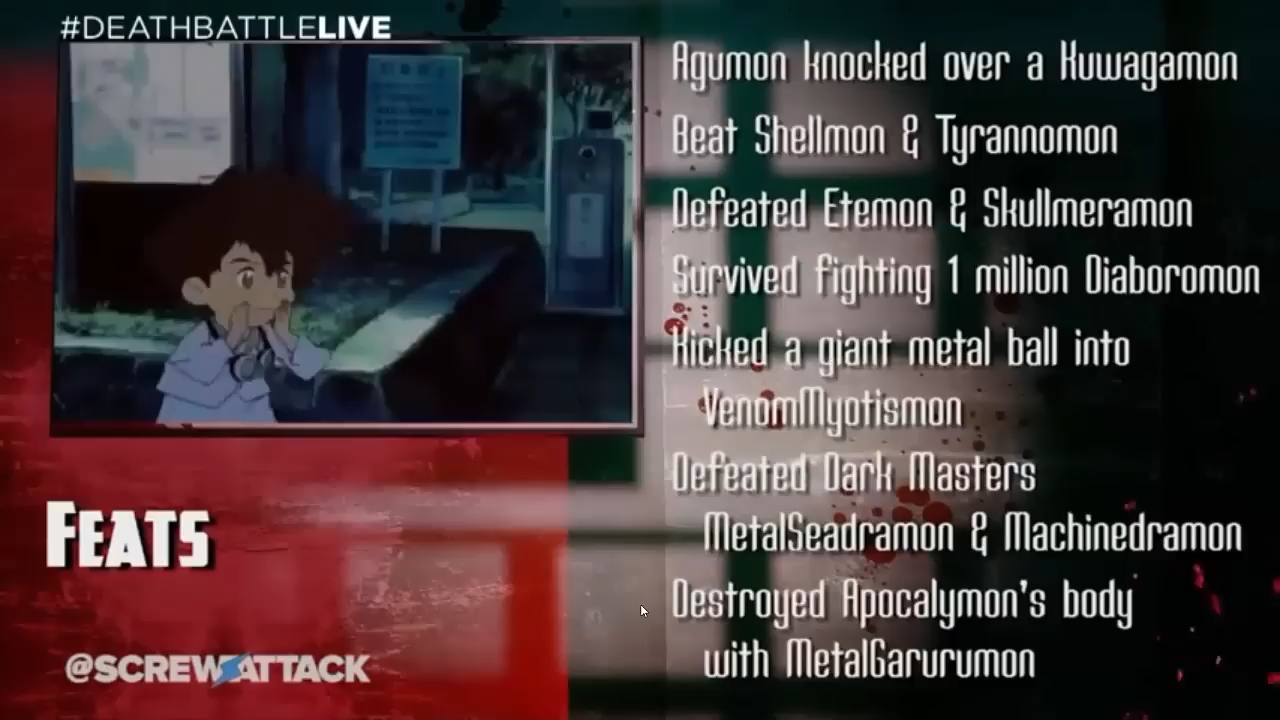 #DEATHBATTLELIVE
Agumon knocked over a Kuwagamon
Beat Shellmon & Tyrannomon
Defeated Etemon & Skullmeramon
Survived fighting 1 million Diaboromon
Kicked a giant metal ball into
VenomMyotismon
Defeated Dark Masters
MetalSeadramon & Machinedramon
Destroyed Apocalymon's body
with MetalGarurumon
FEATS
@SCREWATTACK